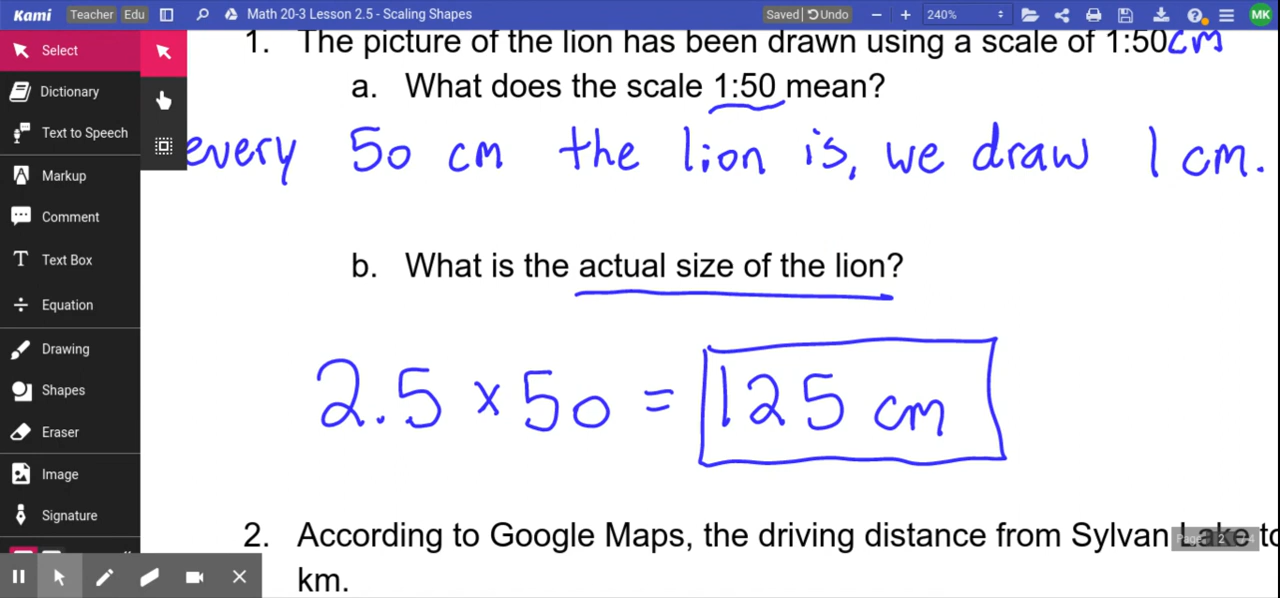 Kami Teacher Edu Math 20-3 Lesson 2.5 - Scaling Shapes Saved Undo 240% MK
Select
Dictionary
Text to Speech
Markup
Comment
Text Box
Equation
Drawing
Shapes
Eraser
Image
Signature
1. The picture of the lion has been drawn using a scale of 1:50 cm
a. What does the scale 1:50 mean?
every 50 cm the lion is, we draw 1 cm.
b. What is the actual size of the lion?
2.5 × 50 = 125 cm
2. According to Google Maps, the driving distance from Sylvan Lake to
km.
Page 2